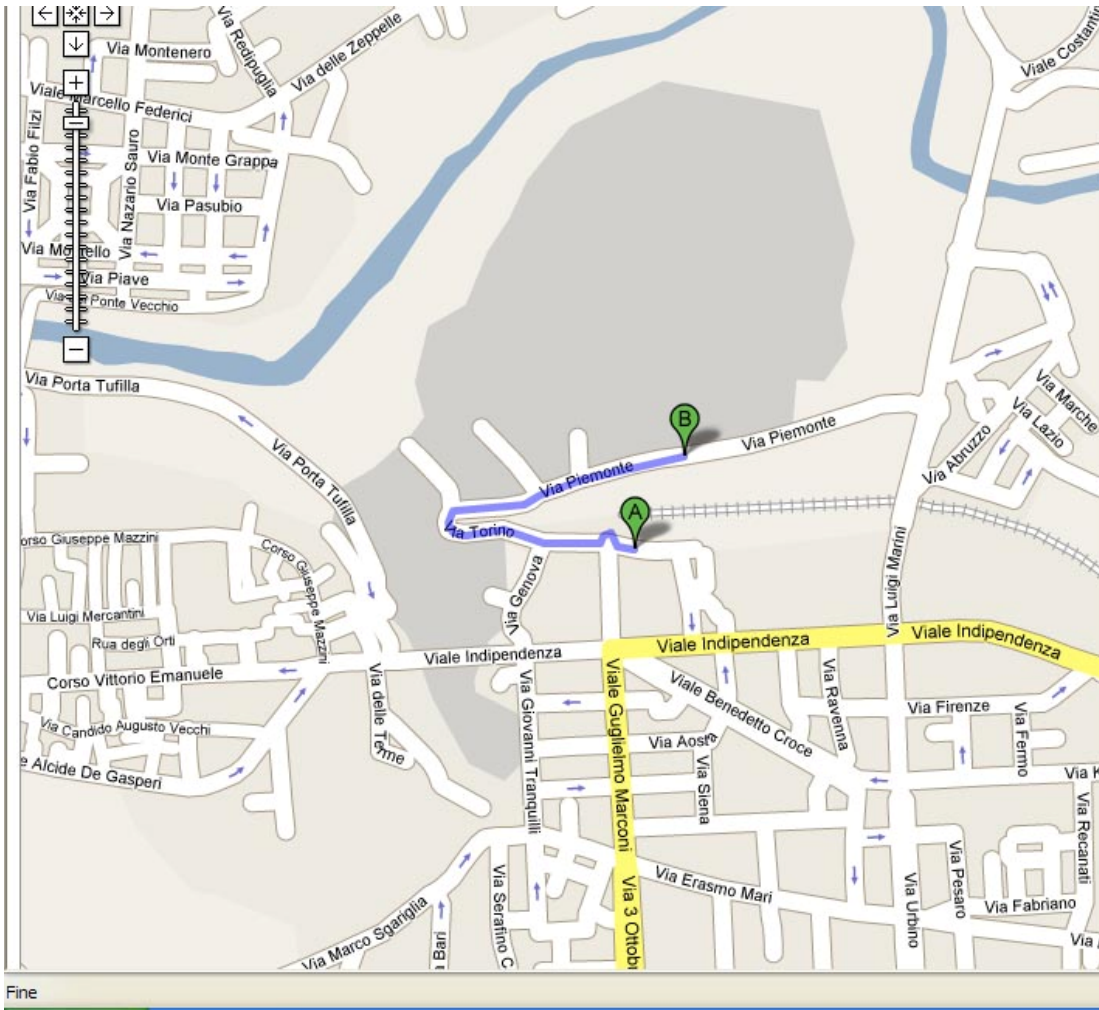 Via Montenero
Via Redipuglia
Via delle Zeppelle
Viale Costantin
Viale Marcello Federici
Via Fabio Filzi
Via Nazario Sauro
Via Monte Grappa
Via Pasubio
Via Piave
Ponte Vecchio
Via Porta Tufilla
Via Porta Tufilla
B
Via Piemonte
Via Piemonte
Via Marche
Via Lazio
Via Abruzzo
A
Via Torino
Via Genova
Via Luigi Marini
orso Giuseppe Mazzini
Corso Giuseppe Mazzini
Via Luigi Mercantini
Rua degli Orti
Viale Indipendenza
Viale Indipendenza
Viale Indipendenza
Corso Vittorio Emanuele
Via delle Terme
Via Giovanni Tranquilli
Viale Guglielmo Marconi
Viale Benedetto Croce
Via Ravenna
Via Firenze
Via Fermo
Via Candido Augusto Vecchi
Via Aosta
Via Siena
e Alcide De Gasperi
Via K
Via Recanati
Via Erasmo Mari
Via Pesaro
Via Urbino
Via Fabriano
Via Marco Sgariglia
a Bari
Via Serafino C
Via 3 Ottobr
Via
Fine